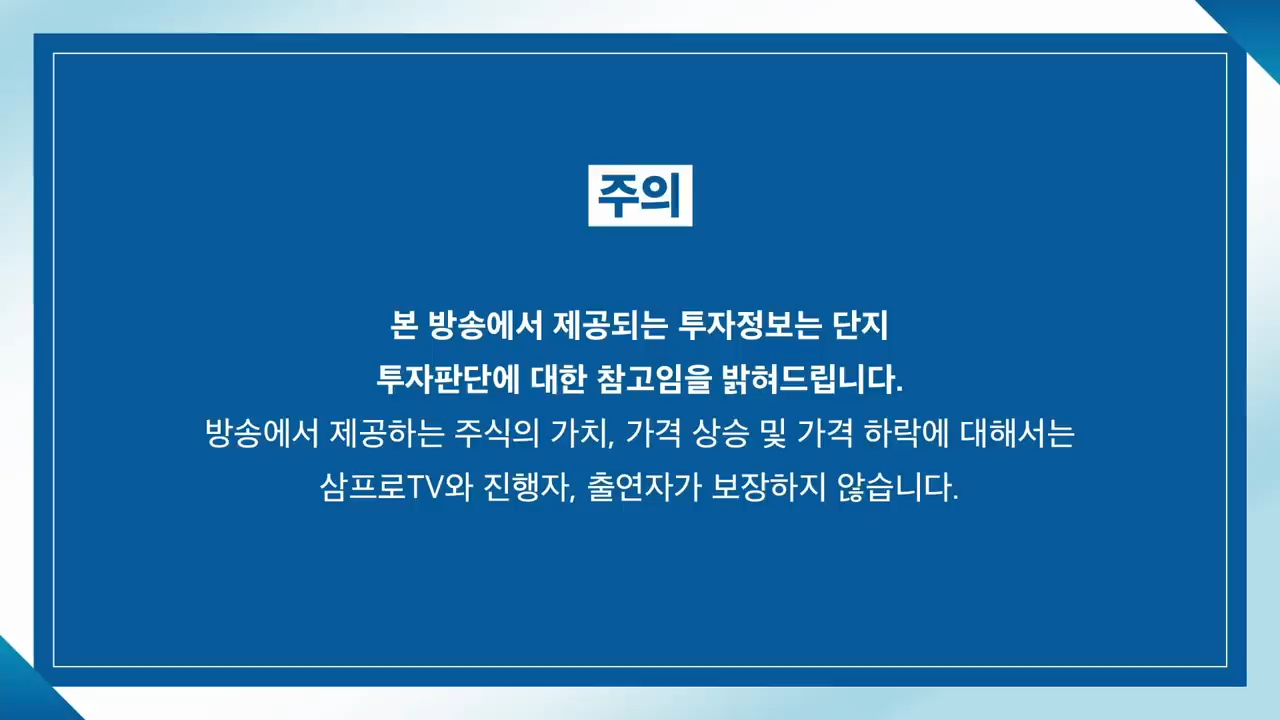 주의
본 방송에서 제공되는 투자정보는 단지
투자판단에 대한 참고임을 밝혀드립니다.
방송에서 제공하는 주식의 가치, 가격 상승 및 가격 하락에 대해서는
삼프로TV와 진행자, 출연자가 보장하지 않습니다.